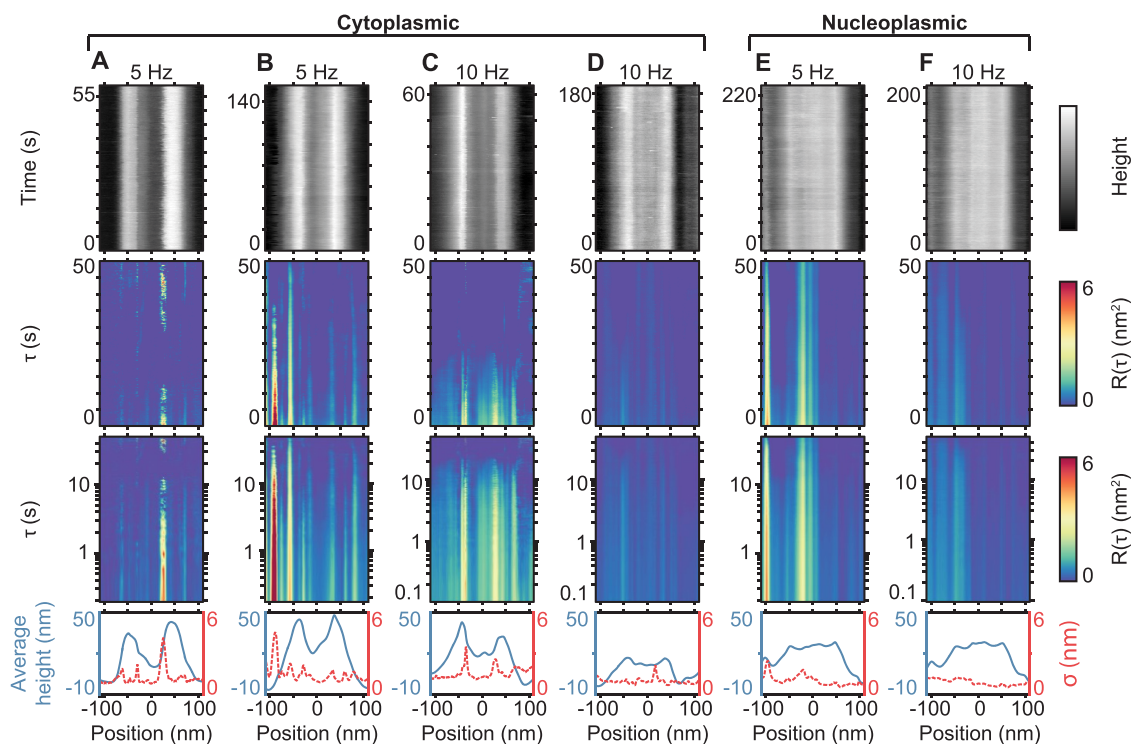 Cytoplasmic Nucleoplasmic
A B C D E F
5 Hz 5 Hz 10 Hz 10 Hz 5 Hz 10 Hz
Time (s) 55 140 60 180 220 200 Height
0 0 0 0 0 0
τ (s) 50 50 50 50 50 50 6 R(τ) (nm²)
0 0 0 0 0 0 0
τ (s) 10 10 10 10 6 R(τ) (nm²)
1 1 1 1
0.1 0.1 0
Average height (nm) 50 50 50 50 50 50 6 6 6 6 6 6 σ (nm)
-10 -10 -10 -10 -10 -10 0 0 0 0 0 0
-100 0 100 -100 0 100 -100 0 100 -100 0 100 -100 0 100 -100 0 100
Position (nm) Position (nm) Position (nm) Position (nm) Position (nm) Position (nm)